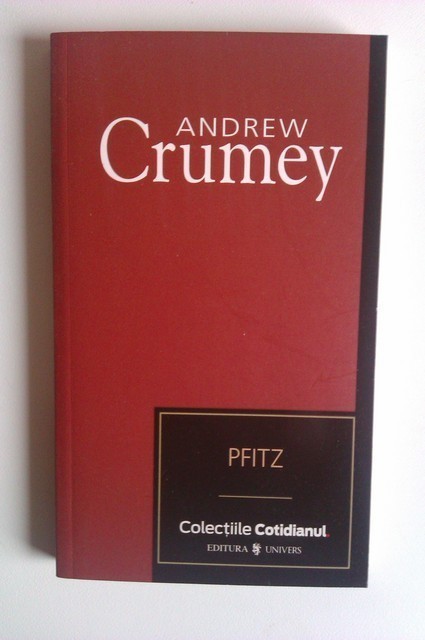 ANDREW
Crumey
PFITZ
Colecțiile Cotidianul.
EDITURA UNIVERS